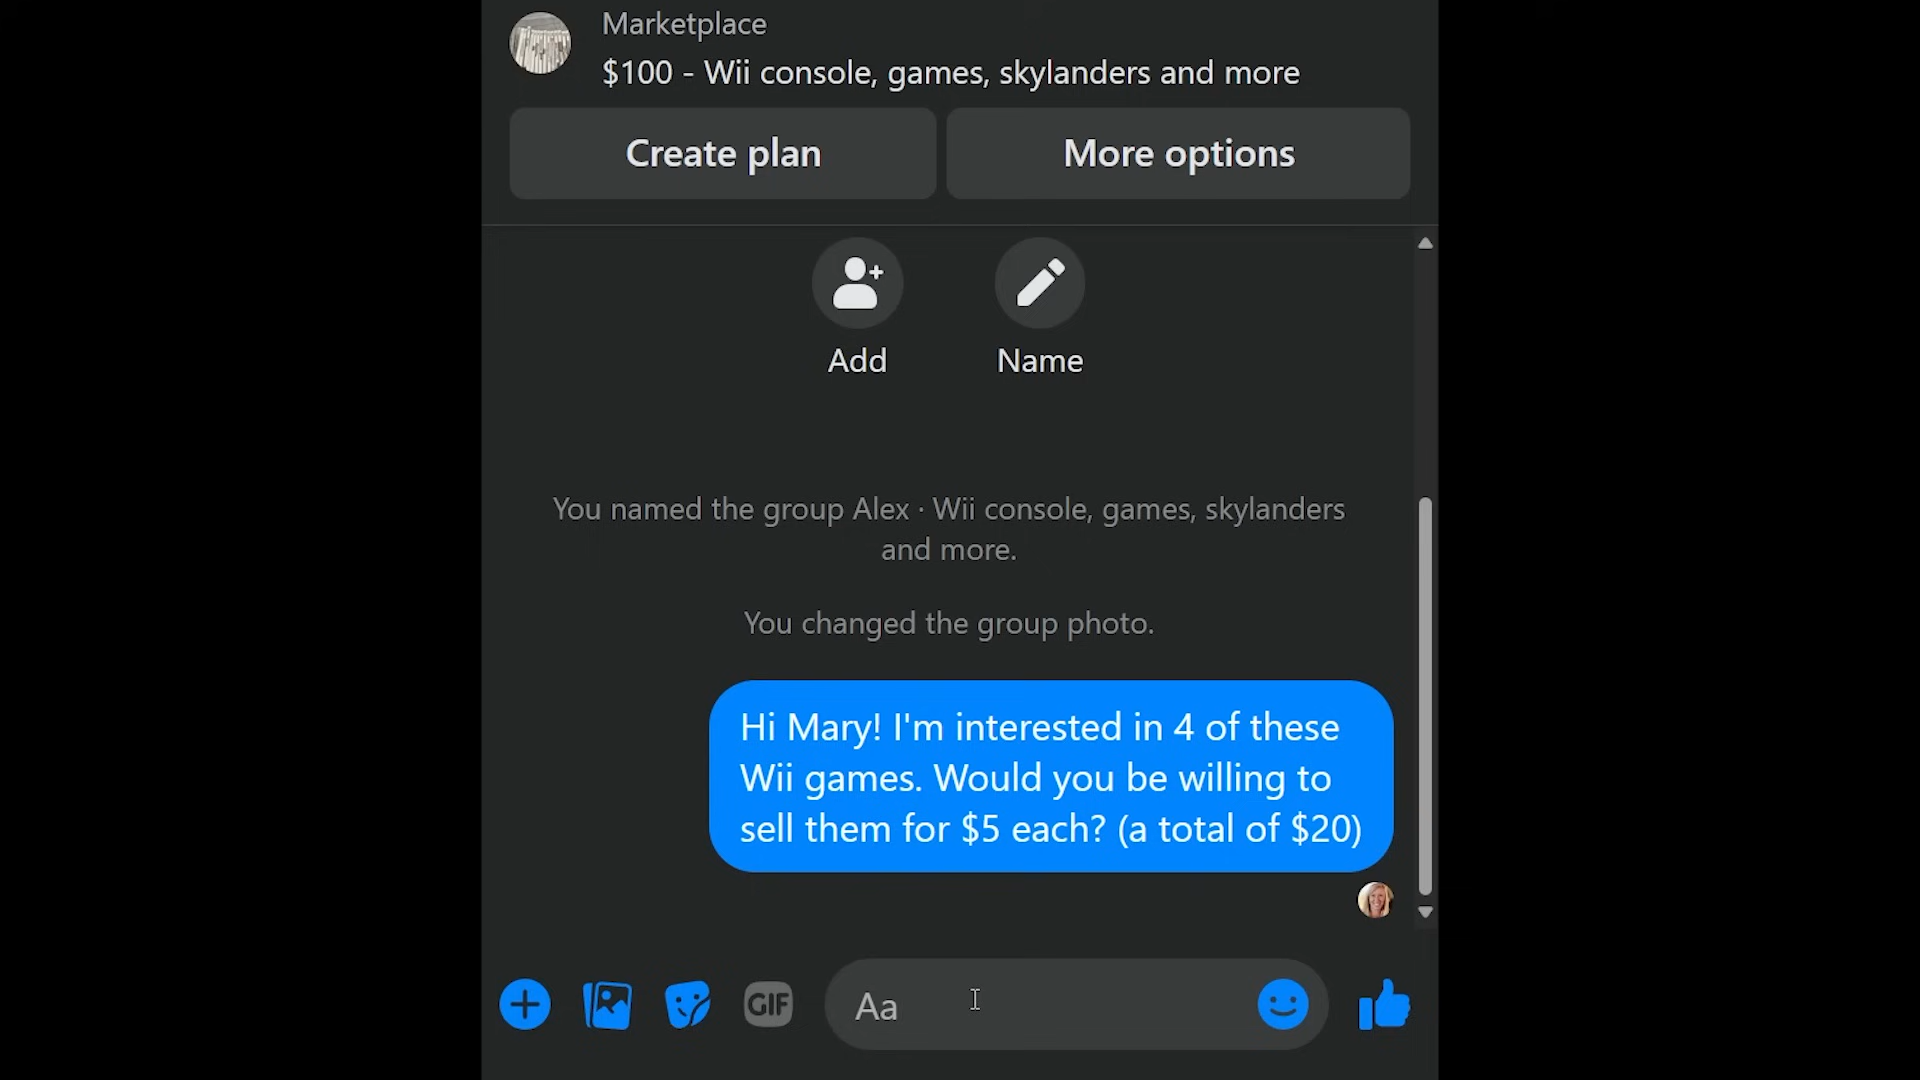 Marketplace
$100 - Wii console, games, skylanders and more
Create plan
More options
Add
Name
You named the group Alex · Wii console, games, skylanders
and more.
You changed the group photo.
Hi Mary! I'm interested in 4 of these
Wii games. Would you be willing to
sell them for $5 each? (a total of $20)
GIF
Aa